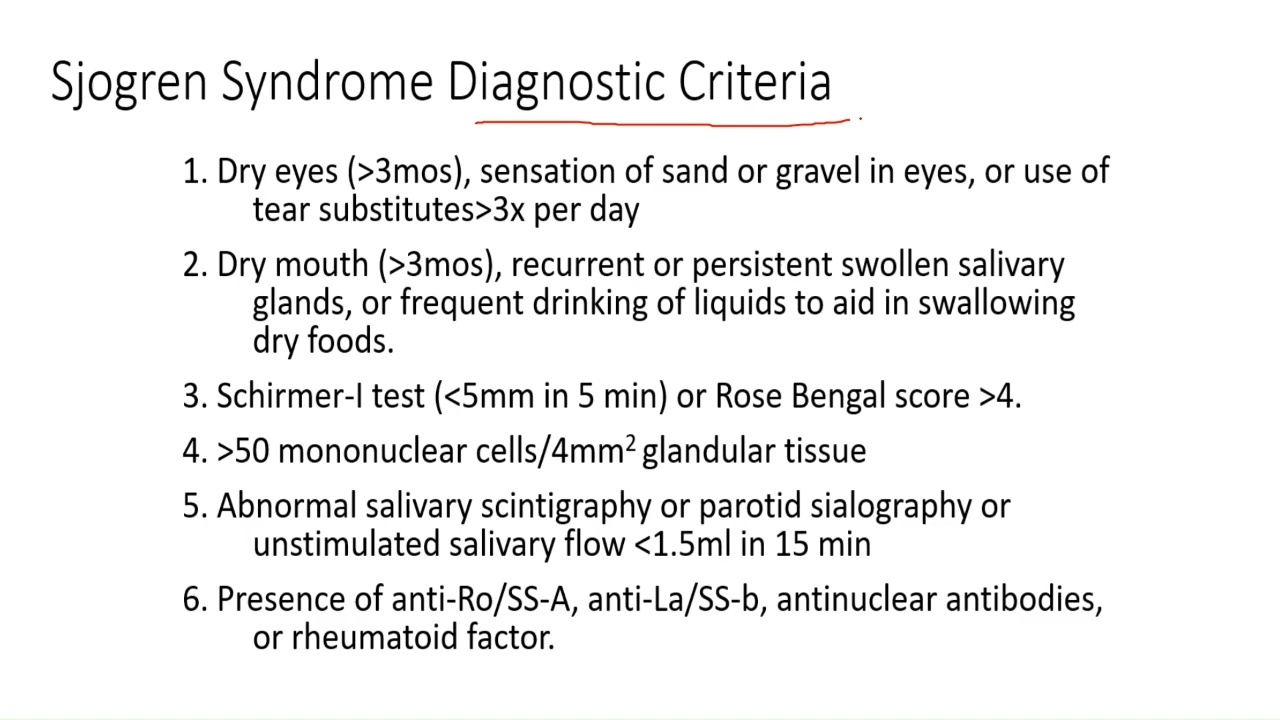 Sjogren Syndrome Diagnostic Criteria
1. Dry eyes (>3mos), sensation of sand or gravel in eyes, or use of
tear substitutes>3x per day
2. Dry mouth (>3mos), recurrent or persistent swollen salivary
glands, or frequent drinking of liquids to aid in swallowing
dry foods.
3. Schirmer-I test (<5mm in 5 min) or Rose Bengal score >4.
4. >50 mononuclear cells/4mm² glandular tissue
5. Abnormal salivary scintigraphy or parotid sialography or
unstimulated salivary flow <1.5ml in 15 min
6. Presence of anti-Ro/SS-A, anti-La/SS-b, antinuclear antibodies,
or rheumatoid factor.